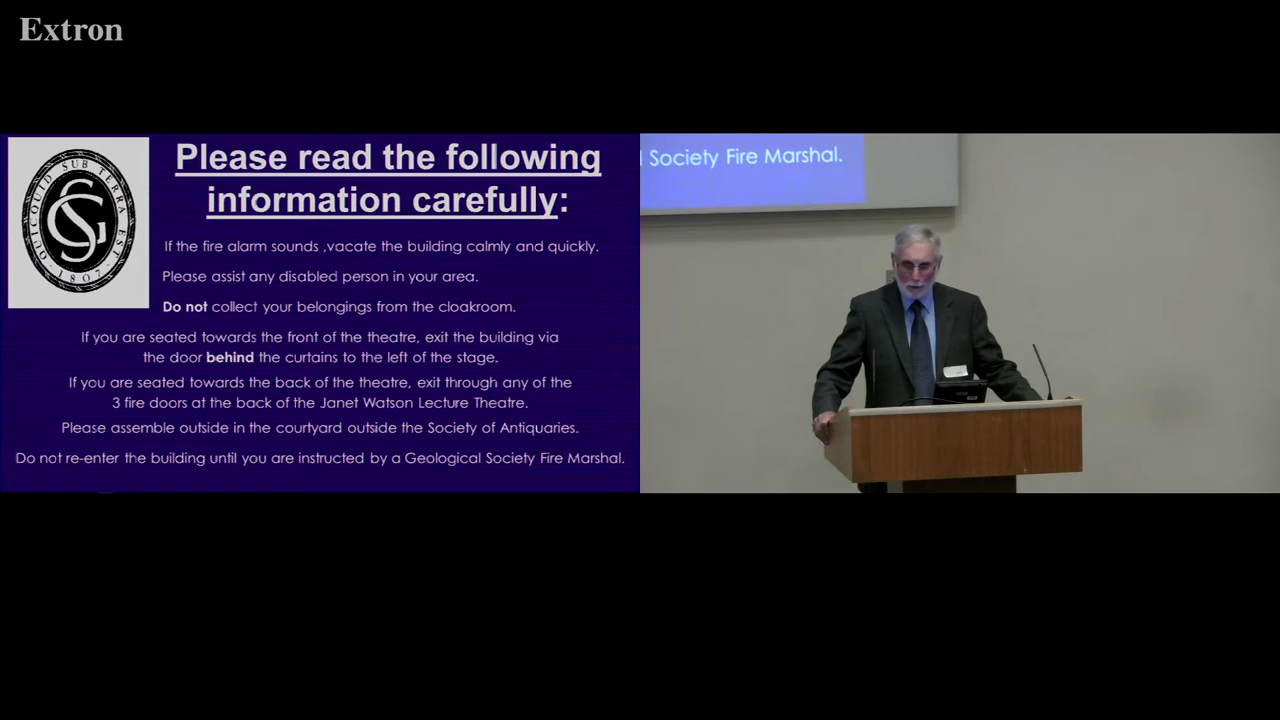 Extron
Please read the following
information carefully:
QUICQUID SUB TERRA EST
1807
If the fire alarm sounds ,vacate the building calmly and quickly.
Please assist any disabled person in your area.
Do not collect your belongings from the cloakroom.
If you are seated towards the front of the theatre, exit the building via
the door behind the curtains to the left of the stage.
If you are seated towards the back of the theatre, exit through any of the
3 fire doors at the back of the Janet Watson Lecture Theatre.
Please assemble outside in the courtyard outside the Society of Antiquaries.
Do not re-enter the building until you are instructed by a Geological Society Fire Marshal.
Society Fire Marshal.